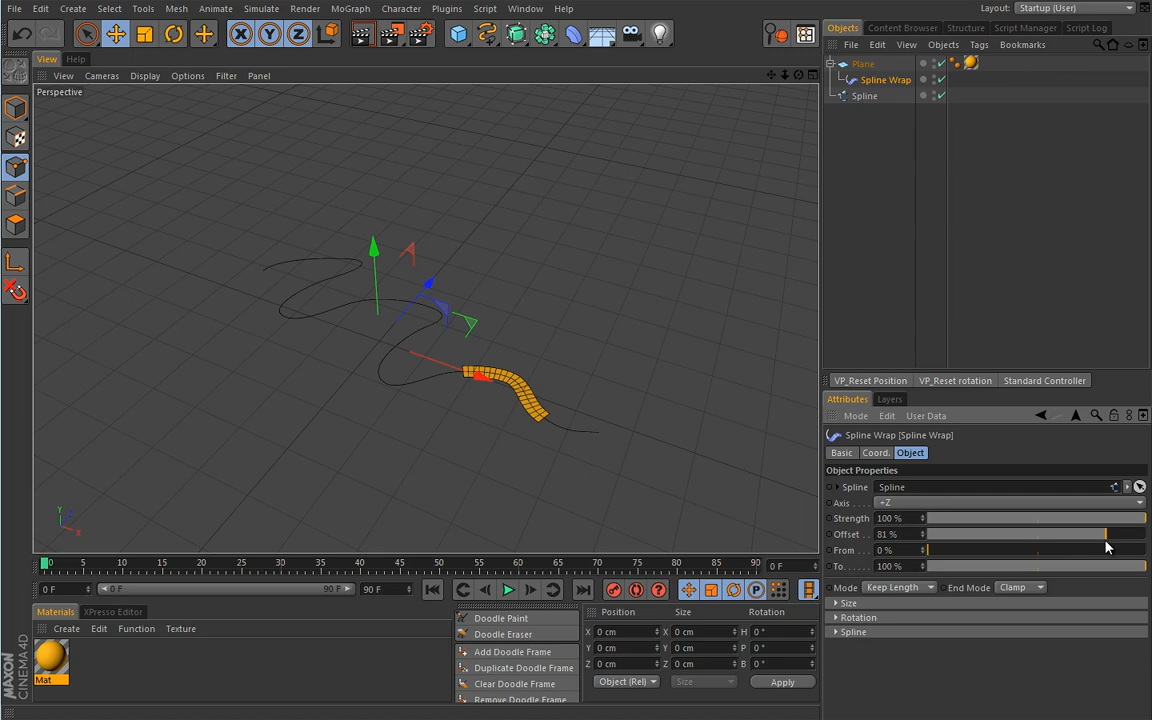 File Edit Create Select Tools Mesh Animate Simulate Render MoGraph Character Plugins Script Window Help
Layout: Startup (User)
X Y Z
Objects Content Browser Structure Script Manager Script Log
File Edit View Objects Tags Bookmarks
Plane
Spline Wrap
Spline
View Help
View Cameras Display Options Filter Panel
Perspective
Y
Z
X
VP_Reset Position VP_Reset rotation Standard Controller
Attributes Layers
Mode Edit User Data
Spline Wrap [Spline Wrap]
Basic Coord. Object
Object Properties
Spline Spline
Axis . . . . +Z
Strength 100 %
Offset . . 81 %
From . . . 0 %
To. . . . . . 100 %
Mode Keep Length End Mode Clamp
Size
Rotation
Spline
0 5 10 15 20 25 30 35 40 45 50 55 60 65 70 75 80 85 90 0 F
0 F 0 F 90 F 90 F P
Materials XPresso Editor
Create Edit Function Texture
Mat
Doodle Paint
Doodle Eraser
Add Doodle Frame
Duplicate Doodle Frame
Clear Doodle Frame
Remove Doodle Frame
Position Size Rotation
X 0 cm X 0 cm H 0 °
Y 0 cm Y 0 cm P 0 °
Z 0 cm Z 0 cm B 0 °
Object (Rel) Size Apply
MAXON
CINEMA 4D